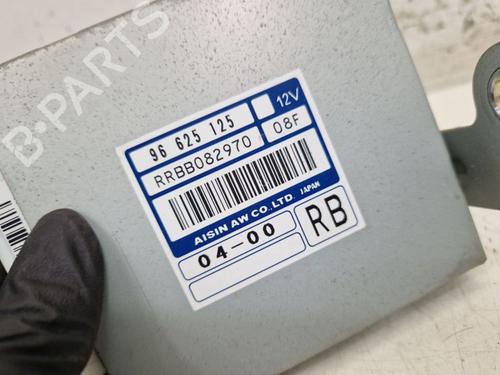 B-PARTS
96 625 125 12V
RRBB082970 08F
AISIN AW CO.,LTD. JAPAN
04-00 RB